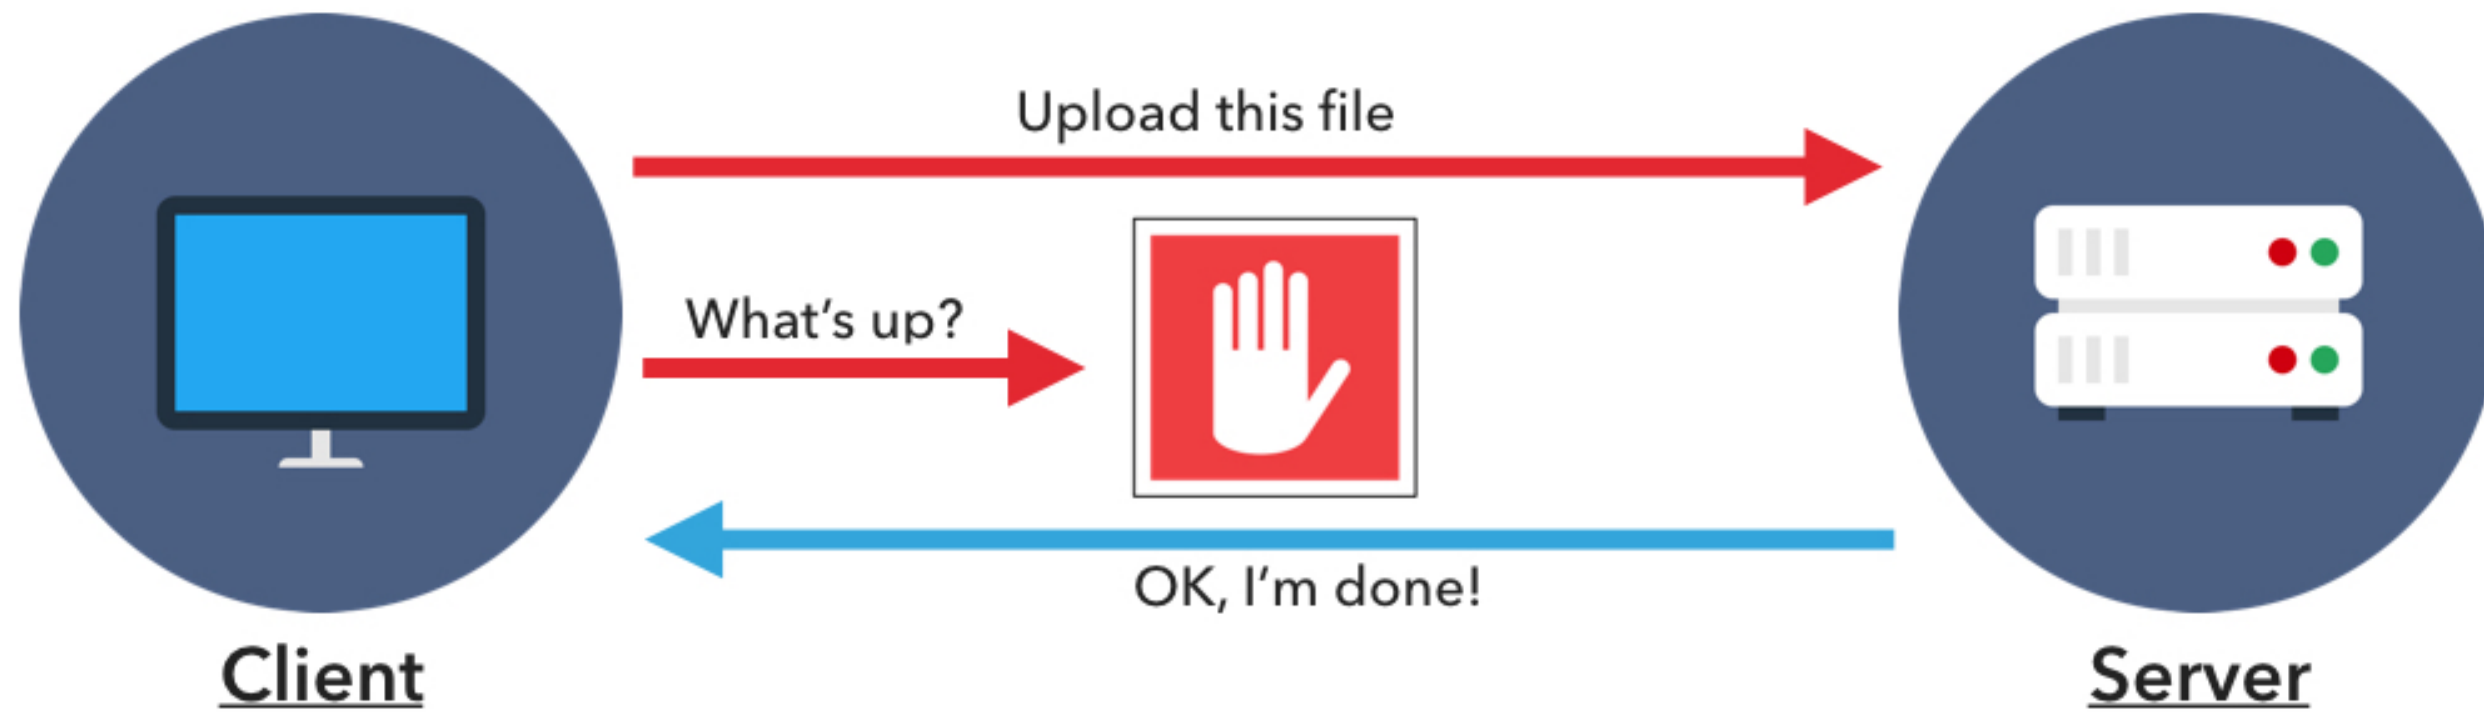 Upload this file
What’s up?
OK, I’m done!
Client
Server